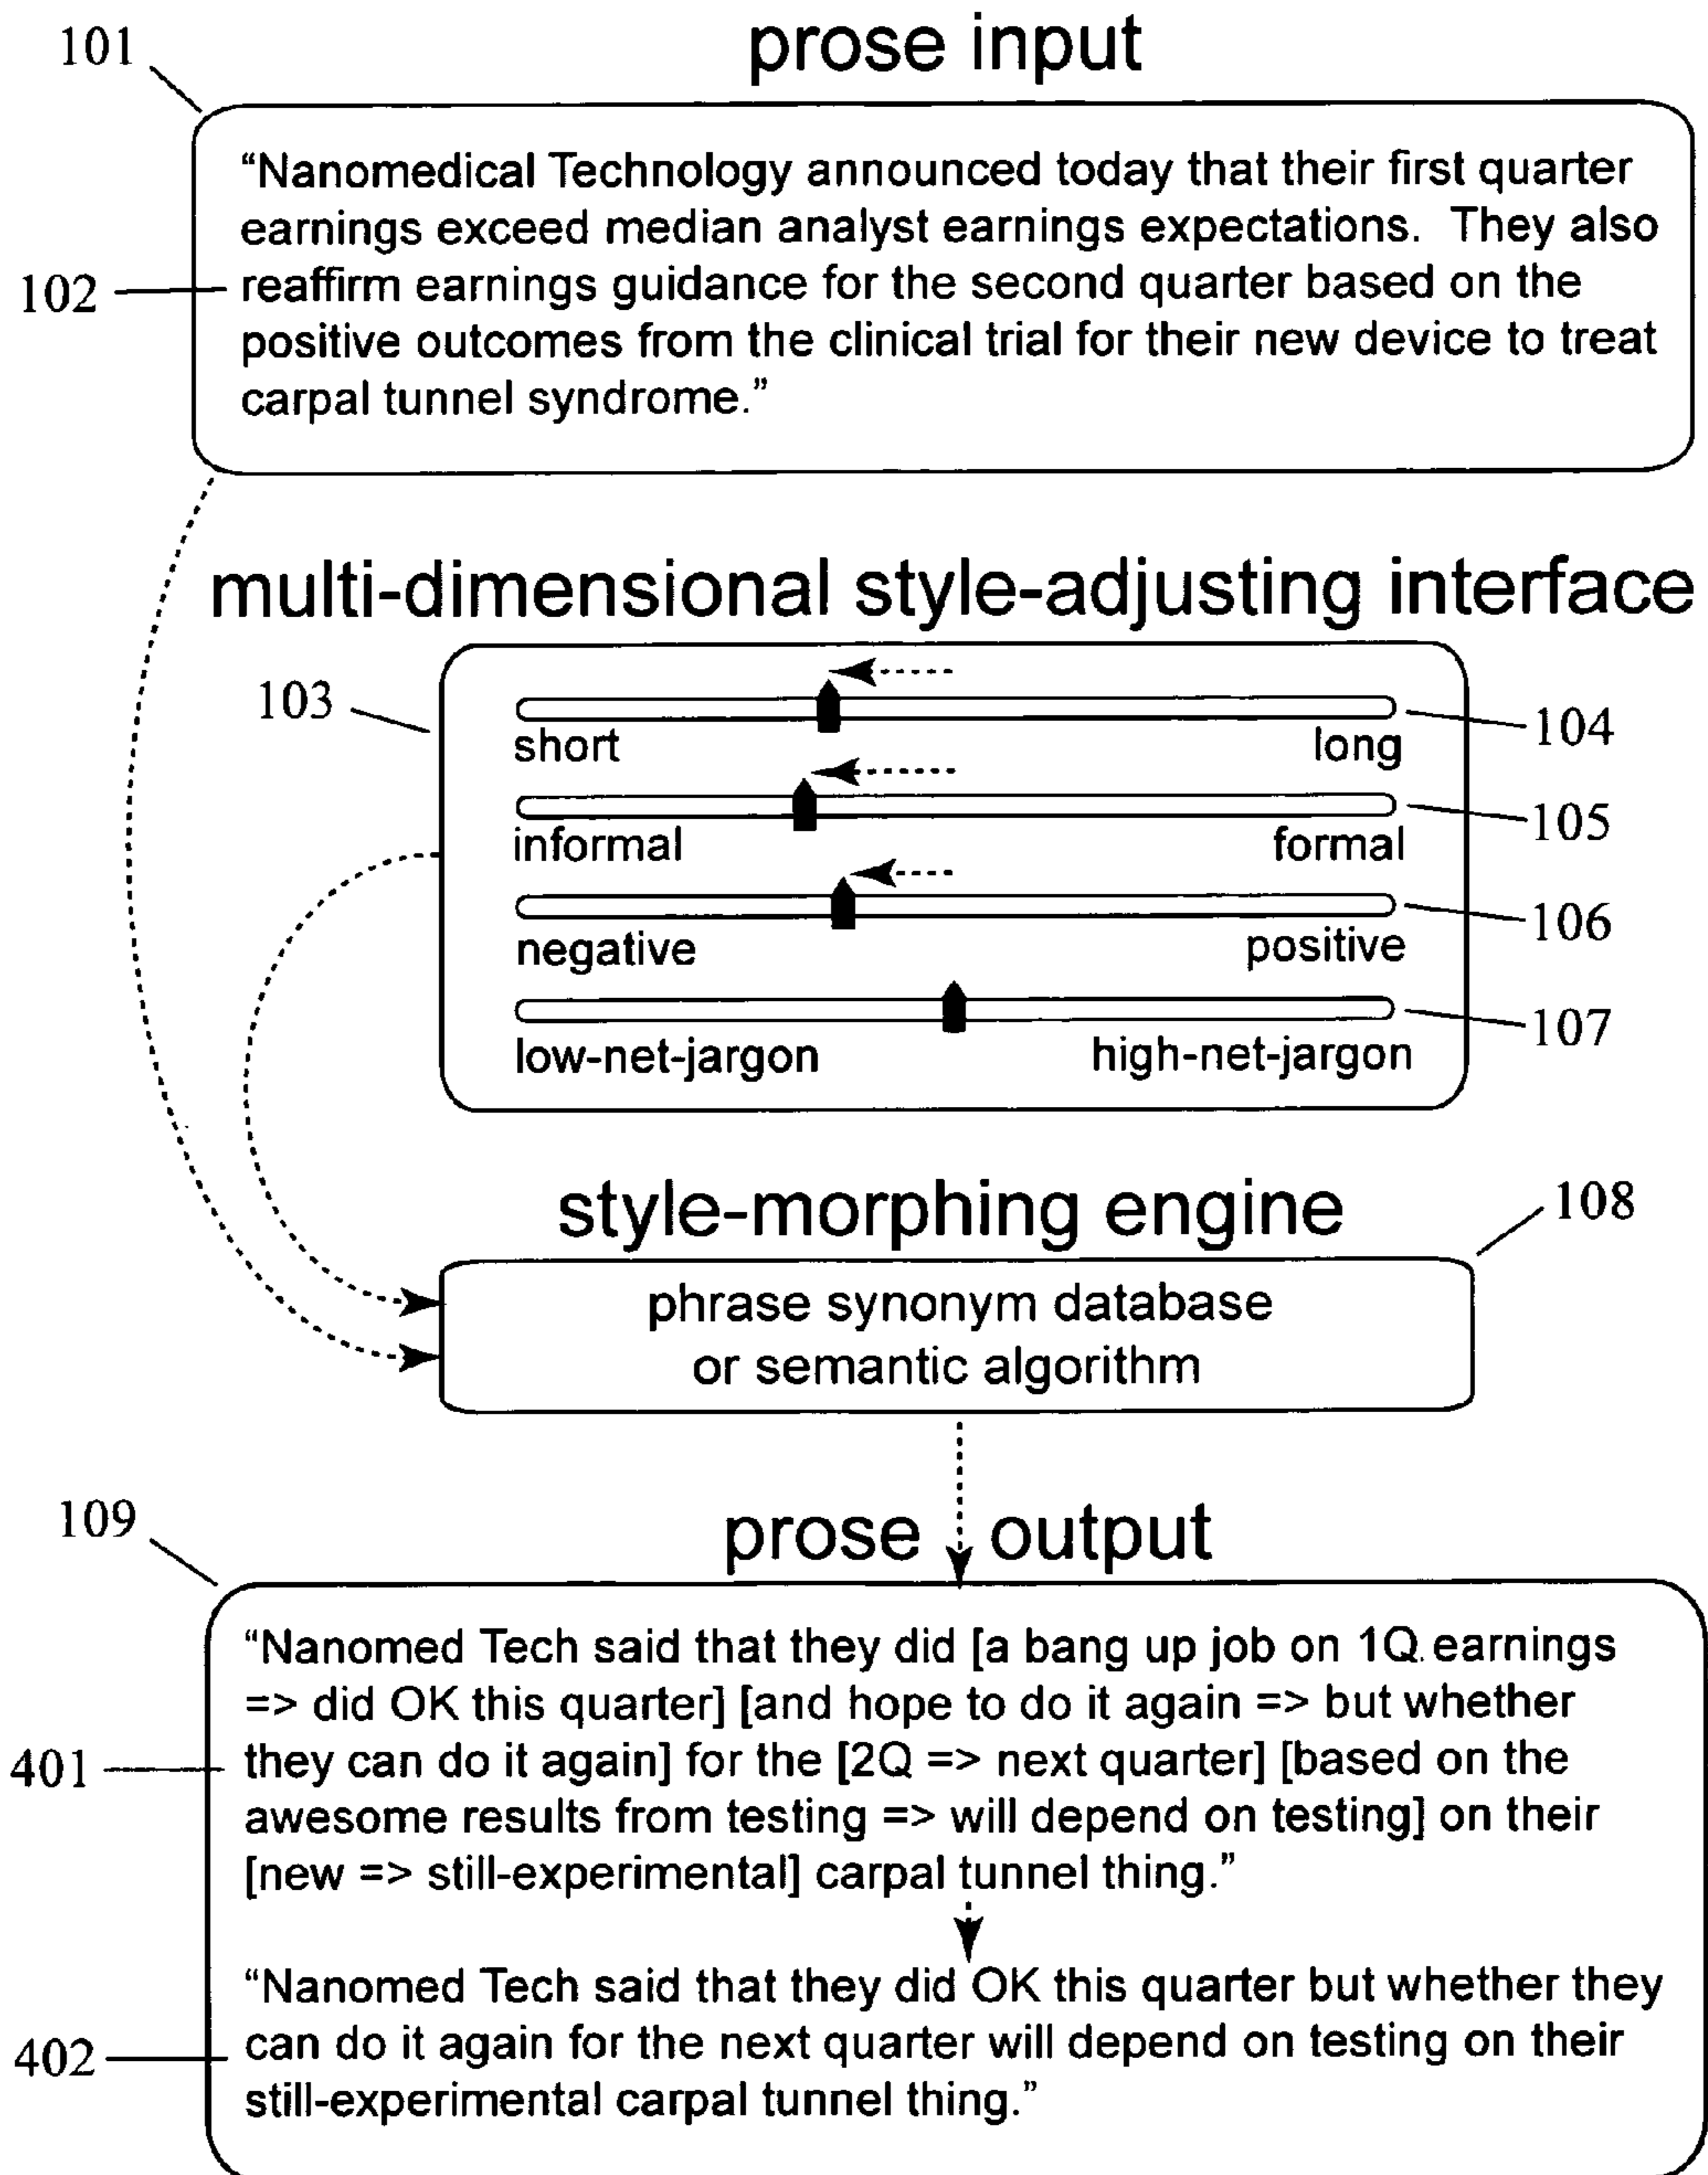 prose input
101
“Nanomedical Technology announced today that their first quarter
earnings exceed median analyst earnings expectations.  They also
102
reaffirm earnings guidance for the second quarter based on the
positive outcomes from the clinical trial for their new device to treat
carpal tunnel syndrome.”
multi-dimensional style-adjusting interface
103
short
long
104
informal
formal
105
negative
positive
106
low-net-jargon
high-net-jargon
107
style-morphing engine
108
phrase synonym database
or semantic algorithm
109
prose output
“Nanomed Tech said that they did [a bang up job on 1Q earnings
=> did OK this quarter] [and hope to do it again => but whether
401
they can do it again] for the [2Q => next quarter] [based on the
awesome results from testing => will depend on testing] on their
[new => still-experimental] carpal tunnel thing.”
“Nanomed Tech said that they did OK this quarter but whether they
402
can do it again for the next quarter will depend on testing on their
still-experimental carpal tunnel thing.”